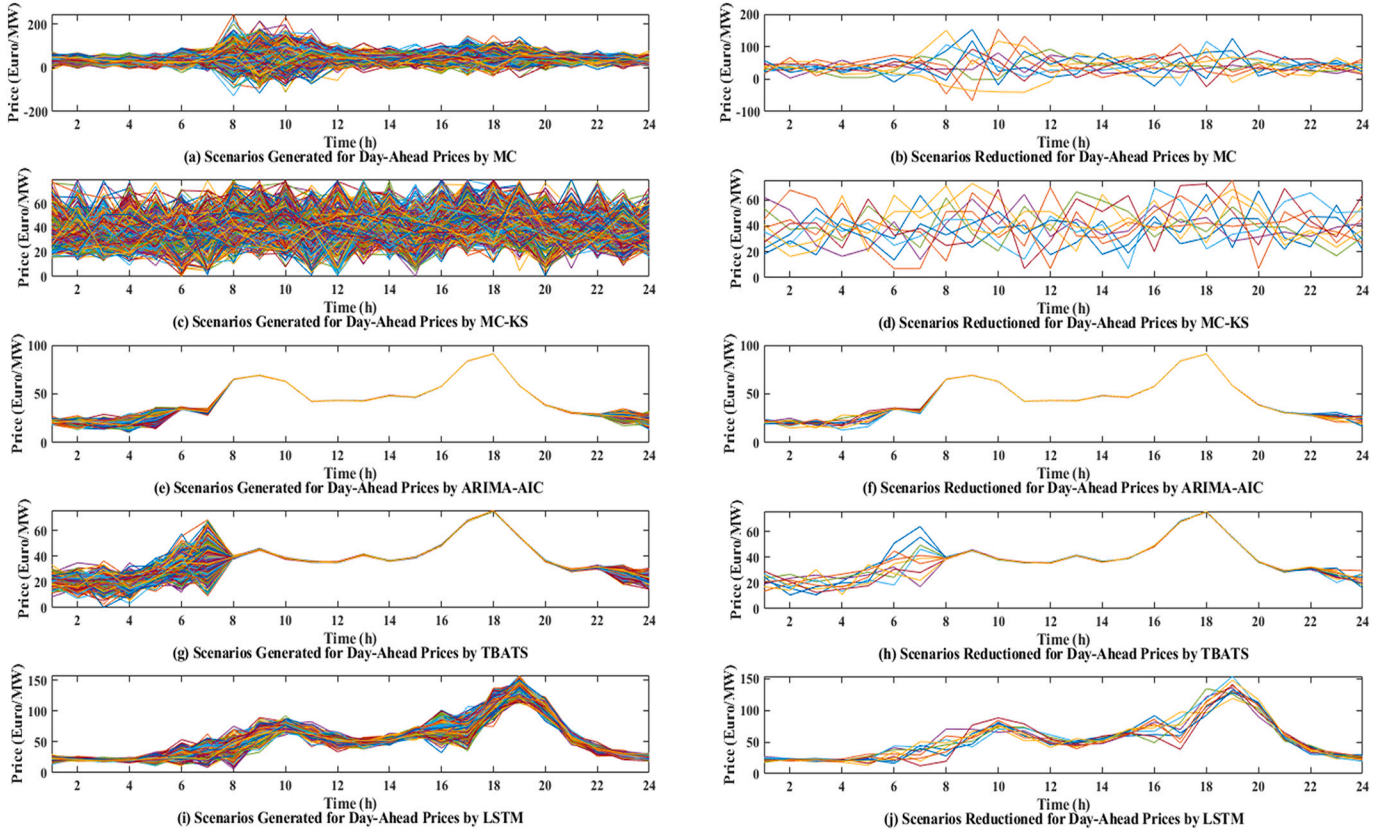 Price (Euro/MW)
200
0
-200
2 4 6 8 10 12 14 16 18 20 22 24
Time (h)
(a) Scenarios Generated for Day-Ahead Prices by MC
Price (Euro/MW)
200
100
0
-100
2 4 6 8 10 12 14 16 18 20 22 24
Time (h)
(b) Scenarios Reductioned for Day-Ahead Prices by MC
Price (Euro/MW)
60
40
20
0
2 4 6 8 10 12 14 16 18 20 22 24
Time (h)
(c) Scenarios Generated for Day-Ahead Prices by MC-KS
Price (Euro/MW)
60
40
20
0
2 4 6 8 10 12 14 16 18 20 22 24
Time (h)
(d) Scenarios Reductioned for Day-Ahead Prices by MC-KS
Price (Euro/MW)
100
50
0
2 4 6 8 10 12 14 16 18 20 22 24
Time (h)
(e) Scenarios Generated for Day-Ahead Prices by ARIMA-AIC
Price (Euro/MW)
100
50
0
2 4 6 8 10 12 14 16 18 20 22 24
Time (h)
(f) Scenarios Reductioned for Day-Ahead Prices by ARIMA-AIC
Price (Euro/MW)
60
40
20
0
2 4 6 8 10 12 14 16 18 20 22 24
Time (h)
(g) Scenarios Generated for Day-Ahead Prices by TBATS
Price (Euro/MW)
60
40
20
0
2 4 6 8 10 12 14 16 18 20 22 24
Time (h)
(h) Scenarios Reductioned for Day-Ahead Prices by TBATS
Price (Euro/MW)
150
100
50
0
2 4 6 8 10 12 14 16 18 20 22 24
Time (h)
(i) Scenarios Generated for Day-Ahead Prices by LSTM
Price (Euro/MW)
150
100
50
0
2 4 6 8 10 12 14 16 18 20 22 24
Time (h)
(j) Scenarios Reductioned for Day-Ahead Prices by LSTM